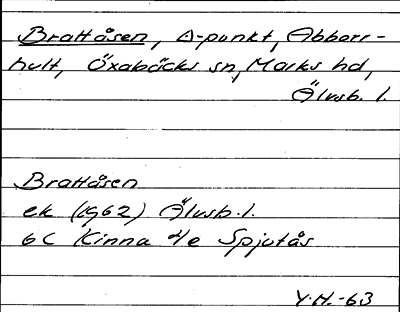 Brattåsen, Δ-punkt, Abborr-
hult, Öxabäcks sn, Marks hd,
Älvsb. l.
Brattåsen
ek (1962) Älvsb. l.
6C Kinna 4/e Spjutås
Y.H.-63